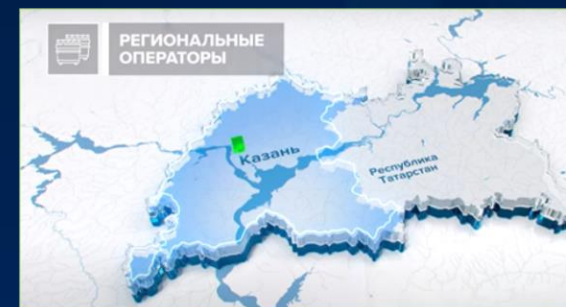 РЕГИОНАЛЬНЫЕ
ОПЕРАТОРЫ
Казань
Республика
Татарстан